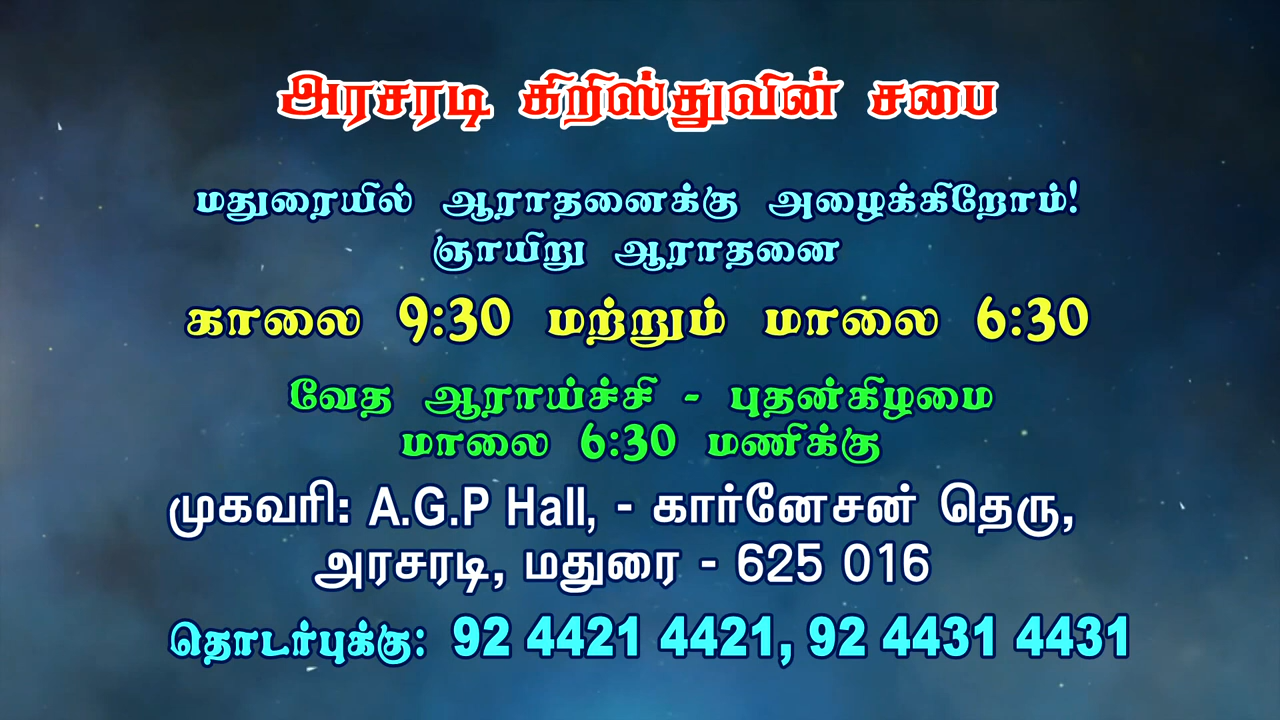 அரசரடி கிறிஸ்துவின் சபை
மதுரையில் ஆராதனைக்கு அழைக்கிறோம்!
ஞாயிறு ஆராதனை
காலை 9:30 மற்றும் மாலை 6:30
வேத ஆராய்ச்சி - புதன்கிழமை
மாலை 6:30 மணிக்கு
முகவரி: A.G.P Hall, - கார்னேசன் தெரு,
அரசரடி, மதுரை - 625 016
தொடர்புக்கு: 92 4421 4421, 92 4431 4431